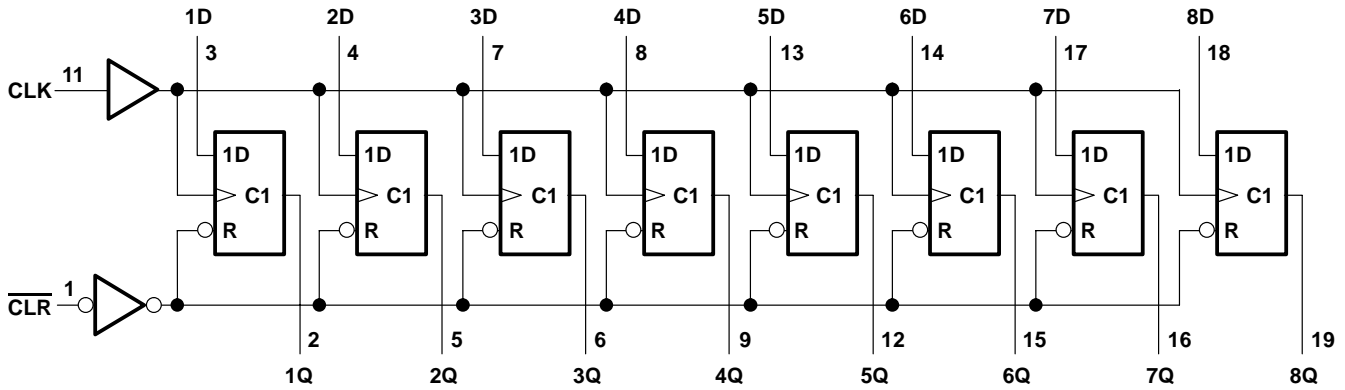 1D 2D 3D 4D 5D 6D 7D 8D
3 4 7 8 13 14 17 18
CLK 11
1D 1D 1D 1D 1D 1D 1D 1D
C1 C1 C1 C1 C1 C1 C1 C1
R R R R R R R R
C̅L̅R̅ 1
2 5 6 9 12 15 16 19
1Q 2Q 3Q 4Q 5Q 6Q 7Q 8Q